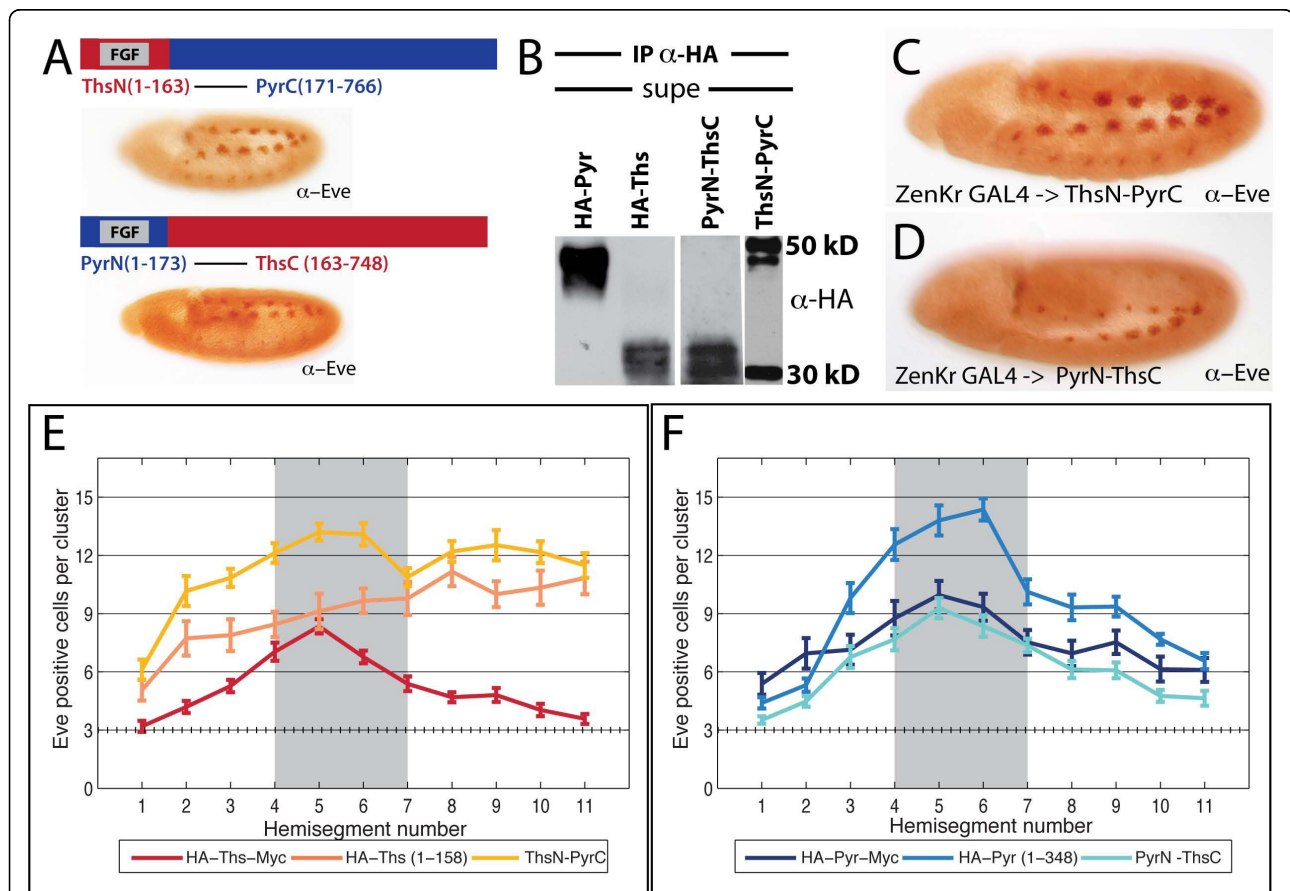 A
FGF
ThsN(1-163) PyrC(171-766)
α–Eve
FGF
PyrN(1-173) ThsC (163-748)
α–Eve
B
IP α-HA
supe
HA-Pyr
HA-Ths
PyrN-ThsC
ThsN-PyrC
50 kD
α-HA
30 kD
C
ZenKr GAL4 -> ThsN-PyrC α–Eve
D
ZenKr GAL4 -> PyrN-ThsC α–Eve
E
Eve positive cells per cluster
15
12
9
6
3
0
1 2 3 4 5 6 7 8 9 10 11
Hemisegment number
HA–Ths–Myc HA–Ths (1–158) ThsN-PyrC
F
Eve positive cells per cluster
15
12
9
6
3
0
1 2 3 4 5 6 7 8 9 10 11
Hemisegment number
HA–Pyr–Myc HA–Pyr (1–348) PyrN -ThsC